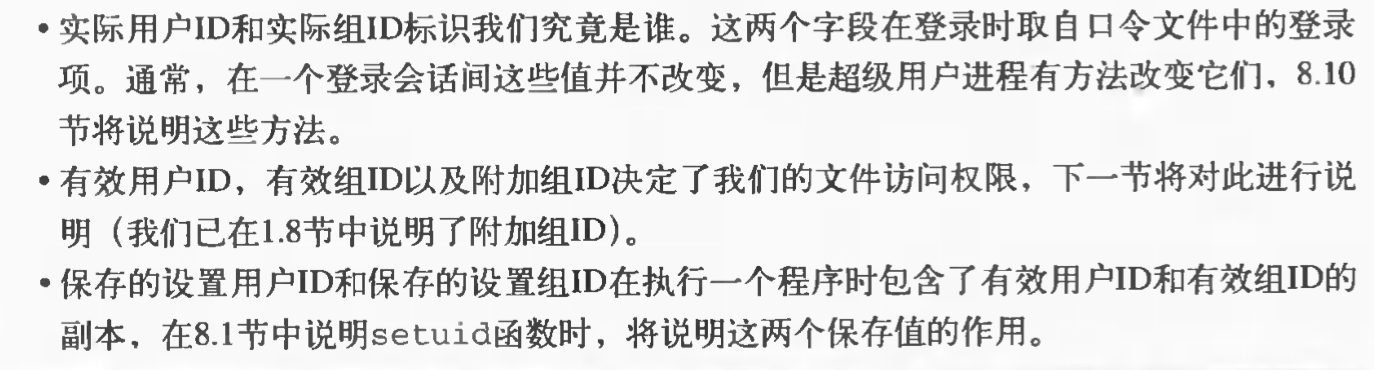 •实际用户ID和实际组ID标识我们究竟是谁。这两个字段在登录时取自口令文件中的登录
项。通常，在一个登录会话间这些值并不改变，但是超级用户进程有方法改变它们，8.10
节将说明这些方法。
•有效用户ID，有效组ID以及附加组ID决定了我们的文件访问权限，下一节将对此进行说
明（我们已在1.8节中说明了附加组ID）。
•保存的设置用户ID和保存的设置组ID在执行一个程序时包含了有效用户ID和有效组ID的
副本，在8.1节中说明setuid函数时，将说明这两个保存值的作用。